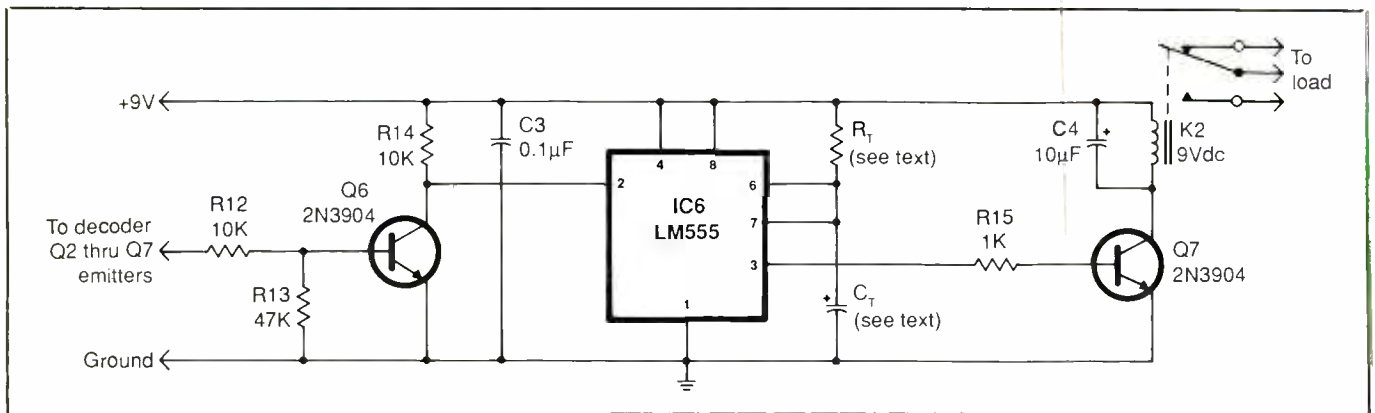 To
load
+9V
R14
10K
C3
0.1µF
4
8
R_T
(see text)
C4
10µF
+
K2
9Vdc
Q6
2N3904
2
6
IC6
LM555
7
R12
10K
To decoder
Q2 thru Q7
emitters
R15
1K
3
Q7
2N3904
R13
47K
+
C_T
(see text)
1
Ground